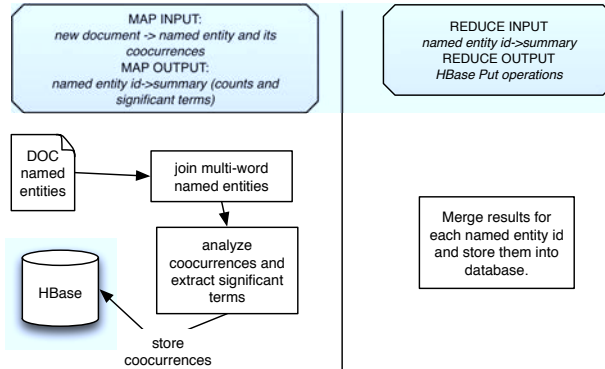 MAP INPUT:
new document -> named entity and its
coocurrences
MAP OUTPUT:
named entity id->summary (counts and
significant terms)
REDUCE INPUT
named entity id->summary
REDUCE OUTPUT
HBase Put operations
DOC
named
entities
join multi-word
named entities
analyze
coocurrences and
extract significant
terms
HBase
store
coocurrences
Merge results for
each named entity id
and store them into
database.